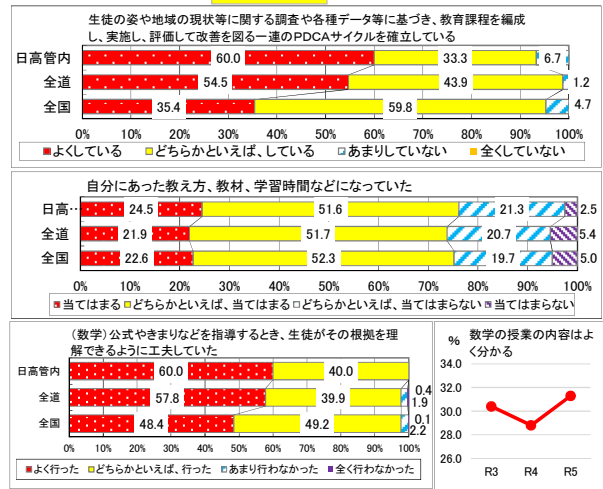 生徒の姿や地域の現状等に関する調査や各種データ等に基づき、教育課程を編成
し、実施し、評価して改善を図る一連のPDCAサイクルを確立している
日高管内 60.0 33.3 6.7
全道 54.5 43.9 1.2
全国 35.4 59.8 4.7
0% 10% 20% 30% 40% 50% 60% 70% 80% 90% 100%
よくしている どちらかといえば、している あまりしていない 全くしていない
自分にあった教え方、教材、学習時間などになっていた
日高… 24.5 51.6 21.3 2.5
全道 21.9 51.7 20.7 5.4
全国 22.6 52.3 19.7 5.0
0% 10% 20% 30% 40% 50% 60% 70% 80% 90% 100%
当てはまる どちらかといえば、当てはまる どちらかといえば、当てはまらない 当てはまらない
(数学)公式やきまりなどを指導するとき、生徒がその根拠を理
解できるように工夫していた
日高管内 60.0 40.0
全道 57.8 39.9 1.9 0.4
全国 48.4 49.2 2.2 0.1
0% 10% 20% 30% 40% 50% 60% 70% 80% 90% 100%
よく行った どちらかといえば、行った あまり行わなかった 全く行わなかった
% 数学の授業の内容はよ
く分かる
34.0
32.0
30.0
28.0
26.0
R3 R4 R5